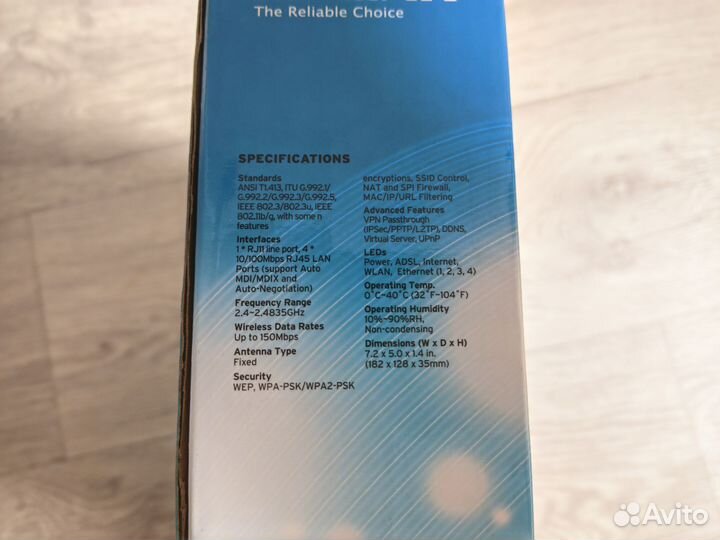 The Reliable Choice
SPECIFICATIONS
Standards
ANSI T1.413, ITU G.992.1/
G.992.2/G.992.3/G.992.5,
IEEE 802.3/802.3u, IEEE
802.11b/g, with some n
features
Interfaces
1 * RJ11 line port, 4 *
10/100Mbps RJ45 LAN
Ports (support Auto
MDI/MDIX and
Auto-Negotiation)
Frequency Range
2.4~2.4835GHz
Wireless Data Rates
Up to 150Mbps
Antenna Type
Fixed
Security
WEP, WPA-PSK/WPA2-PSK
encryptions, SSID Control,
NAT and SPI Firewall,
MAC/IP/URL Filtering
Advanced Features
VPN Passthrough
(IPSec/PPTP/L2TP), DDNS,
Virtual Server, UPnP
LEDs
Power, ADSL, Internet,
WLAN, Ethernet (1, 2, 3, 4)
Operating Temp.
0˚C~40˚C (32˚F~104˚F)
Operating Humidity
10%~90%RH,
Non-condensing
Dimensions (W x D x H)
7.2 x 5.0 x 1.4 in.
(182 x 128 x 35mm)
Avito